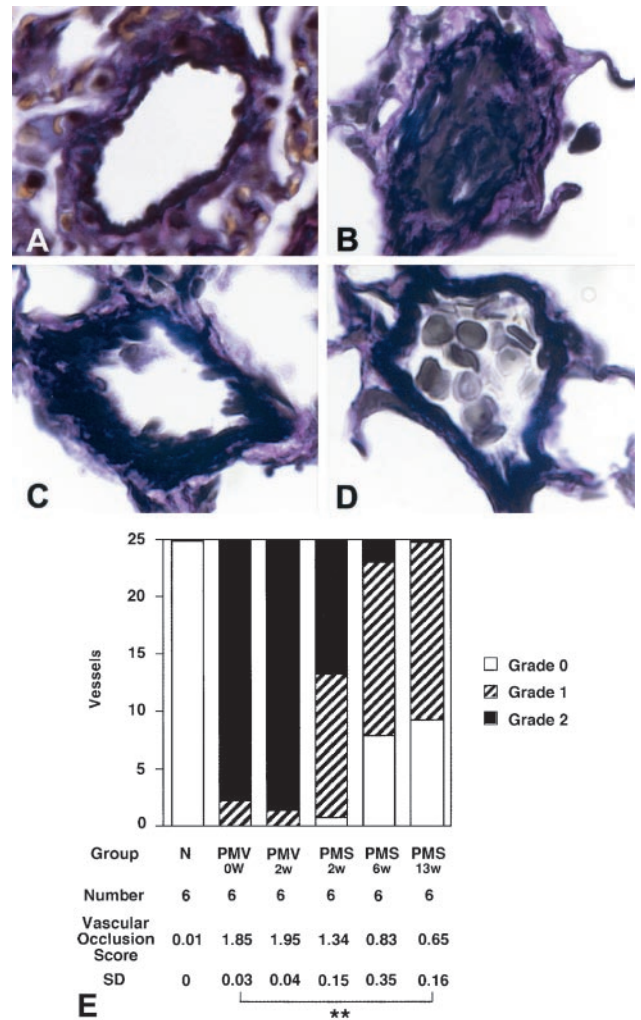 A
B
C
D
25
20
15
10
5
0
Vessels
Grade 0
Grade 1
Grade 2
Group N PMV 0W PMV 2w PMS 2w PMS 6w PMS 13w
Number 6 6 6 6 6 6
Vascular Occlusion Score 0.01 1.85 1.95 1.34 0.83 0.65
SD 0 0.03 0.04 0.15 0.35 0.16
**
E